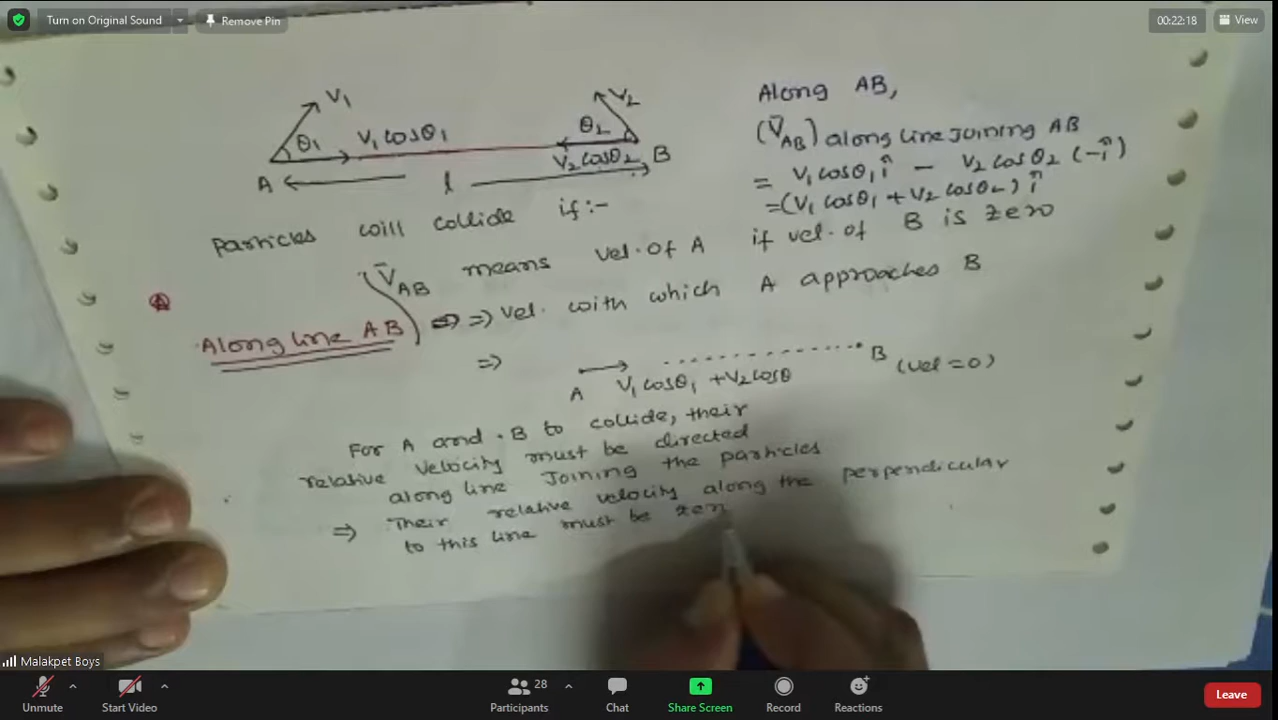 Turn on Original Sound
Remove Pin
00:22:18
View
V1
V2
θ1
V1 cosθ1
θ2
V2 cosθ2
A
l
B
Along AB,
(V̄AB) along line Joining AB
= V1 cosθ1 î - V2 cosθ2 (-î)
=(V1 cosθ1 + V2 cosθ2) î
Particles will collide if:-
V̄AB means vel. of A if vel. of B is zero
Along line AB
⇒ vel. with which A approaches B
⇒
A V1 cosθ1 + V2 cosθ B (vel = 0)
For A and B to collide, their
relative velocity must be directed
along line Joining the particles
⇒ Their relative velocity along the perpendicular
to this line must be zer
Malakpet Boys
Unmute
Start Video
28
Participants
Chat
Share Screen
Record
Reactions
Leave